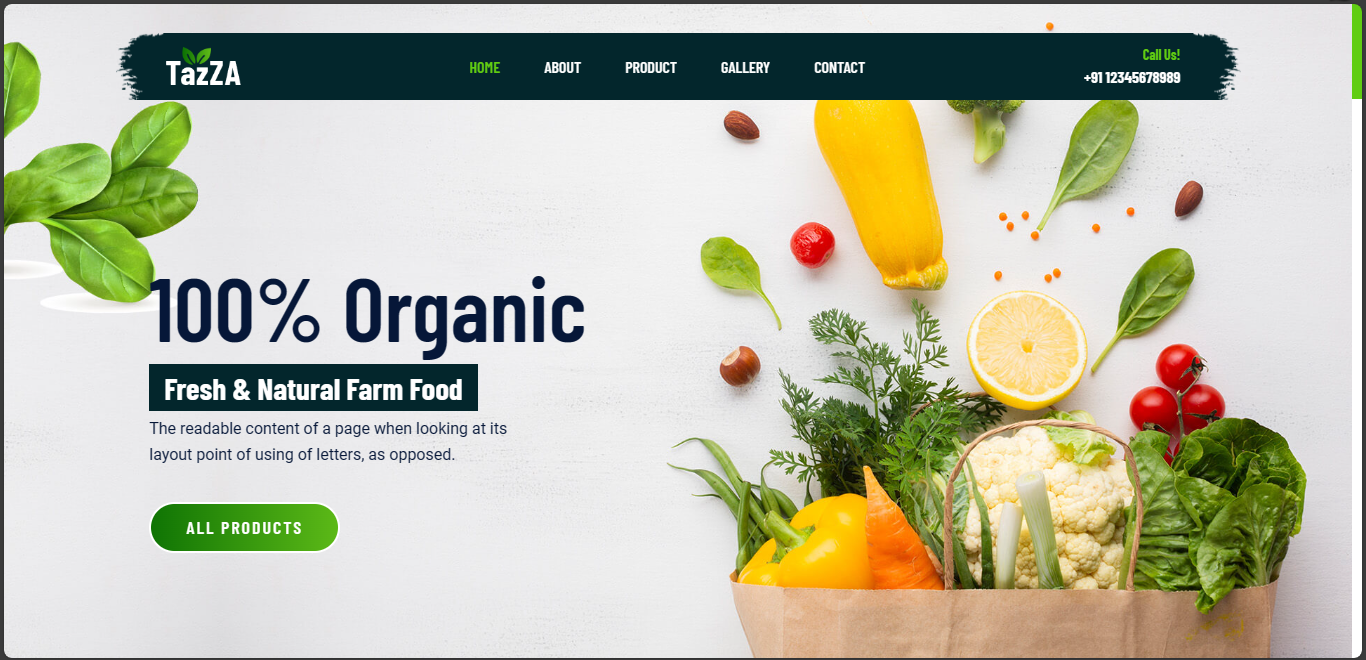 TazZA
HOME
ABOUT
PRODUCT
GALLERY
CONTACT
Call Us!
+91 12345678989
100% Organic
Fresh & Natural Farm Food
The readable content of a page when looking at its
layout point of using of letters, as opposed.
ALL PRODUCTS